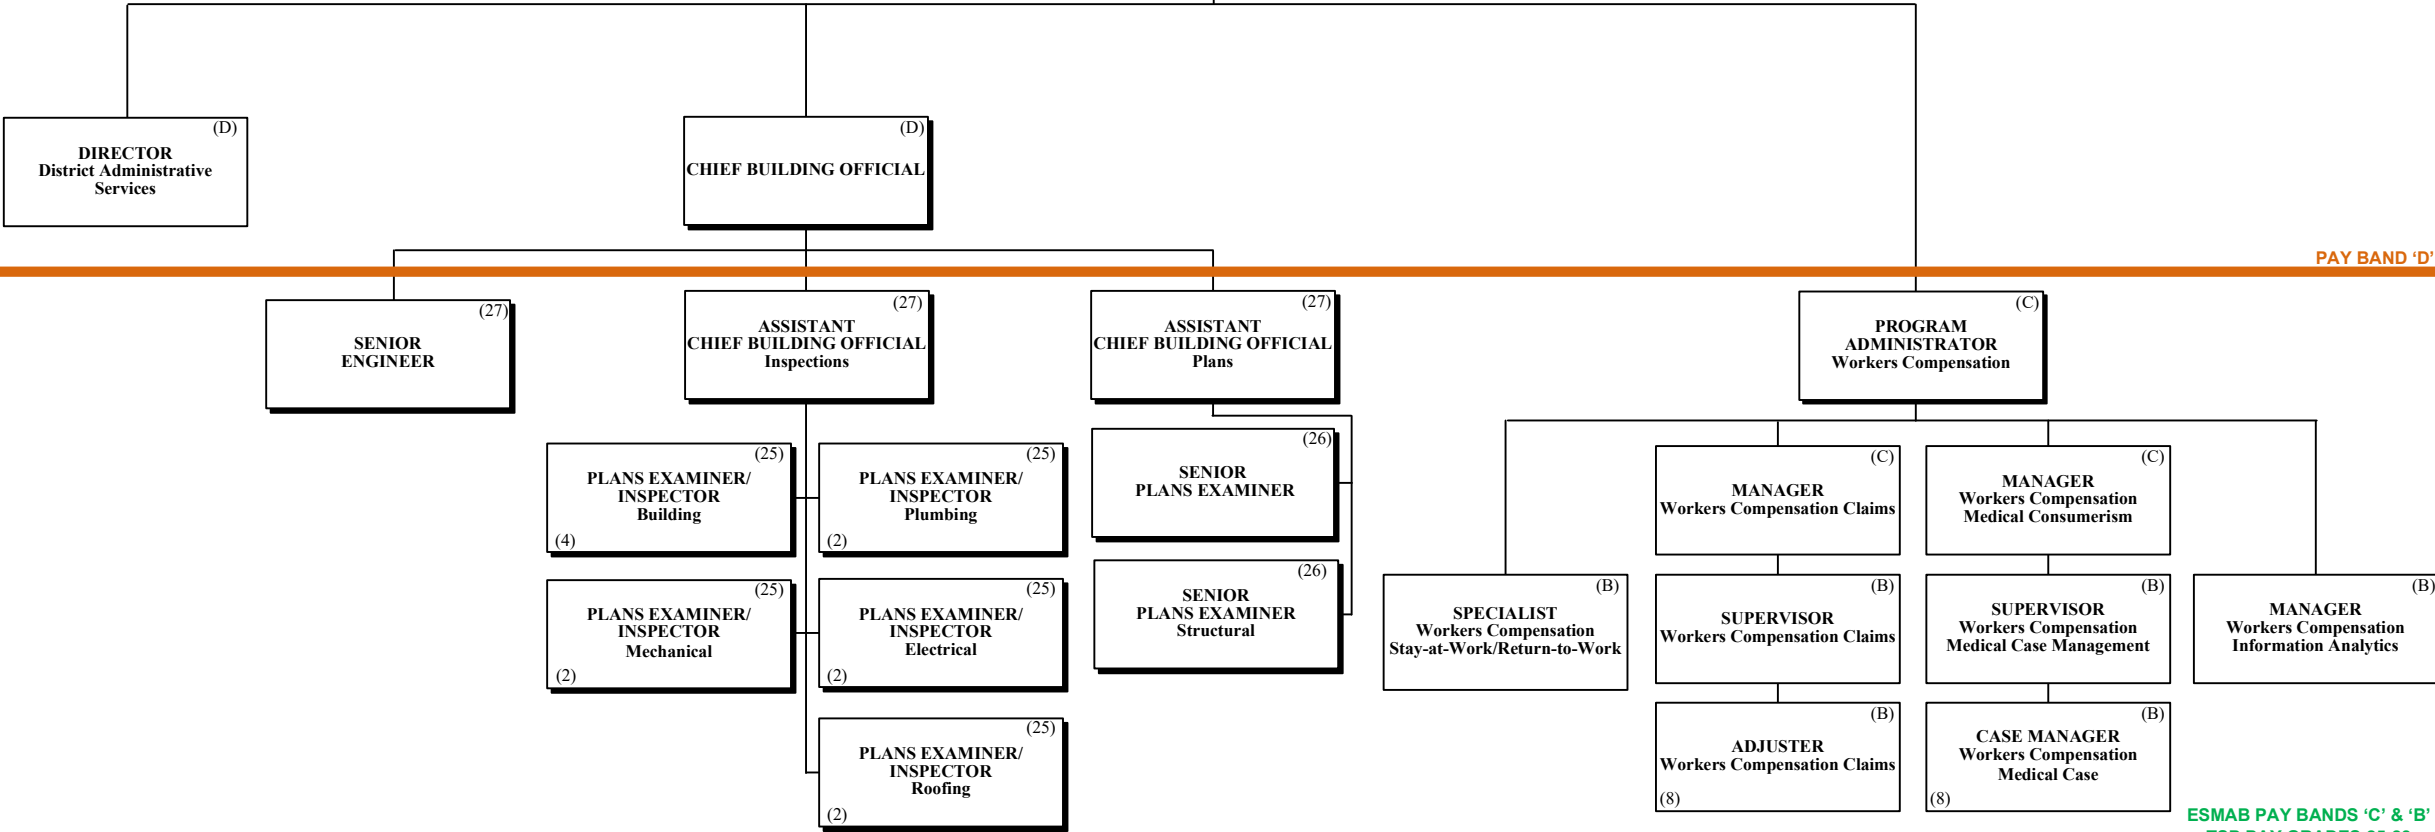 (D)
DIRECTOR
District Administrative
Services
(D)
CHIEF BUILDING OFFICIAL
PAY BAND ‘D’
(27)
SENIOR
ENGINEER
(27)
ASSISTANT
CHIEF BUILDING OFFICIAL
Inspections
(27)
ASSISTANT
CHIEF BUILDING OFFICIAL
Plans
(C)
PROGRAM
ADMINISTRATOR
Workers Compensation
(25)
PLANS EXAMINER/
INSPECTOR
Building
(4)
(25)
PLANS EXAMINER/
INSPECTOR
Plumbing
(2)
(25)
PLANS EXAMINER/
INSPECTOR
Mechanical
(2)
(25)
PLANS EXAMINER/
INSPECTOR
Electrical
(2)
(25)
PLANS EXAMINER/
INSPECTOR
Roofing
(2)
(26)
SENIOR
PLANS EXAMINER
(26)
SENIOR
PLANS EXAMINER
Structural
(B)
SPECIALIST
Workers Compensation
Stay-at-Work/Return-to-Work
(C)
MANAGER
Workers Compensation Claims
(B)
SUPERVISOR
Workers Compensation Claims
(B)
ADJUSTER
Workers Compensation Claims
(8)
(C)
MANAGER
Workers Compensation
Medical Consumerism
(B)
SUPERVISOR
Workers Compensation
Medical Case Management
(B)
CASE MANAGER
Workers Compensation
Medical Case
(8)
(B)
MANAGER
Workers Compensation
Information Analytics
ESMAB PAY BANDS ‘C’ & ‘B’